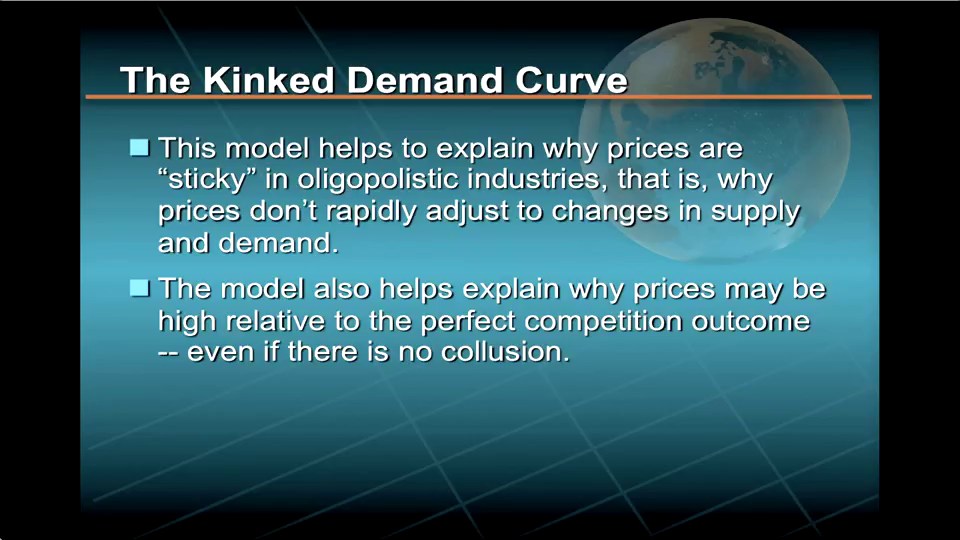 The Kinked Demand Curve
This model helps to explain why prices are
“sticky” in oligopolistic industries, that is, why
prices don’t rapidly adjust to changes in supply
and demand.
The model also helps explain why prices may be
high relative to the perfect competition outcome
-- even if there is no collusion.